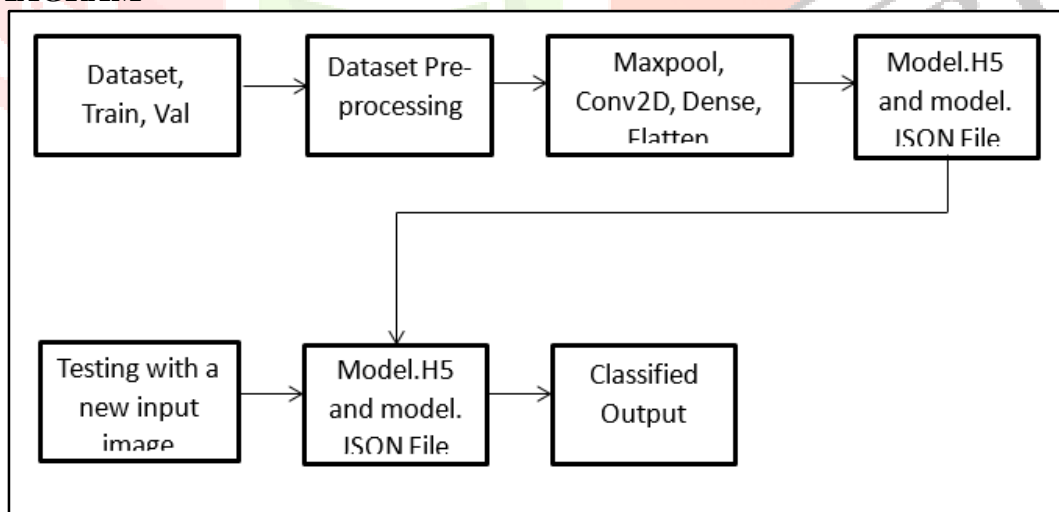 Dataset,
Train, Val
Dataset Pre-
processing
Maxpool,
Conv2D, Dense,
Flatten
Model.H5
and model.
JSON File
Testing with a
new input
image
Model.H5
and model.
JSON File
Classified
Output